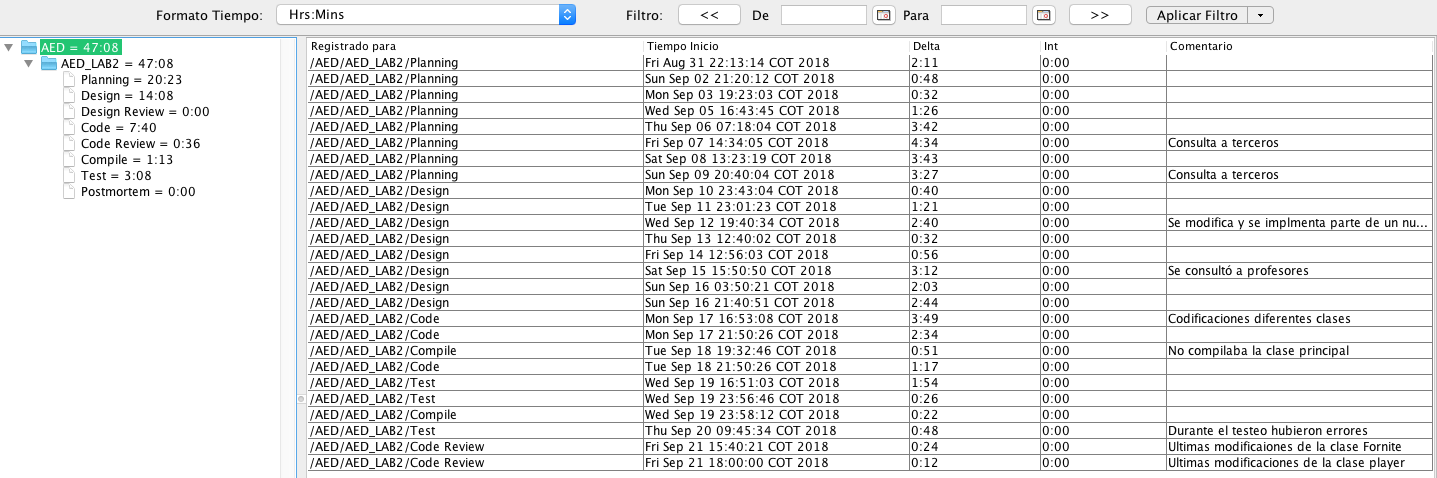 Formato Tiempo: Hrs:Mins Filtro: << De Para >> Aplicar Filtro
AED = 47:08
AED_LAB2 = 47:08
Planning = 20:23
Design = 14:08
Design Review = 0:00
Code = 7:40
Code Review = 0:36
Compile = 1:13
Test = 3:08
Postmortem = 0:00
Registrado para Tiempo Inicio Delta Int Comentario
/AED/AED_LAB2/Planning Fri Aug 31 22:13:14 COT 2018 2:11 0:00
/AED/AED_LAB2/Planning Sun Sep 02 21:20:12 COT 2018 0:48 0:00
/AED/AED_LAB2/Planning Mon Sep 03 19:23:03 COT 2018 0:32 0:00
/AED/AED_LAB2/Planning Wed Sep 05 16:43:45 COT 2018 1:26 0:00
/AED/AED_LAB2/Planning Thu Sep 06 07:18:04 COT 2018 3:42 0:00
/AED/AED_LAB2/Planning Fri Sep 07 14:34:05 COT 2018 4:34 0:00 Consulta a terceros
/AED/AED_LAB2/Planning Sat Sep 08 13:23:19 COT 2018 3:43 0:00
/AED/AED_LAB2/Planning Sun Sep 09 20:40:04 COT 2018 3:27 0:00 Consulta a terceros
/AED/AED_LAB2/Design Mon Sep 10 23:43:04 COT 2018 0:40 0:00
/AED/AED_LAB2/Design Tue Sep 11 23:01:23 COT 2018 1:21 0:00
/AED/AED_LAB2/Design Wed Sep 12 19:40:34 COT 2018 2:40 0:00 Se modifica y se implmenta parte de un nu...
/AED/AED_LAB2/Design Thu Sep 13 12:40:02 COT 2018 0:32 0:00
/AED/AED_LAB2/Design Fri Sep 14 12:56:03 COT 2018 0:56 0:00
/AED/AED_LAB2/Design Sat Sep 15 15:50:50 COT 2018 3:12 0:00 Se consultó a profesores
/AED/AED_LAB2/Design Sun Sep 16 03:50:21 COT 2018 2:03 0:00
/AED/AED_LAB2/Design Sun Sep 16 21:40:51 COT 2018 2:44 0:00
/AED/AED_LAB2/Code Mon Sep 17 16:53:08 COT 2018 3:49 0:00 Codificaciones diferentes clases
/AED/AED_LAB2/Code Mon Sep 17 21:50:26 COT 2018 2:34 0:00
/AED/AED_LAB2/Compile Tue Sep 18 19:32:46 COT 2018 0:51 0:00 No compilaba la clase principal
/AED/AED_LAB2/Code Tue Sep 18 21:50:26 COT 2018 1:17 0:00
/AED/AED_LAB2/Test Wed Sep 19 16:51:03 COT 2018 1:54 0:00
/AED/AED_LAB2/Test Wed Sep 19 23:56:46 COT 2018 0:26 0:00
/AED/AED_LAB2/Compile Wed Sep 19 23:58:12 COT 2018 0:22 0:00
/AED/AED_LAB2/Test Thu Sep 20 09:45:34 COT 2018 0:48 0:00 Durante el testeo hubieron errores
/AED/AED_LAB2/Code Review Fri Sep 21 15:40:21 COT 2018 0:24 0:00 Ultimas modificaiones de la clase Fornite
/AED/AED_LAB2/Code Review Fri Sep 21 18:00:00 COT 2018 0:12 0:00 Ultimas modificaciones de la clase player